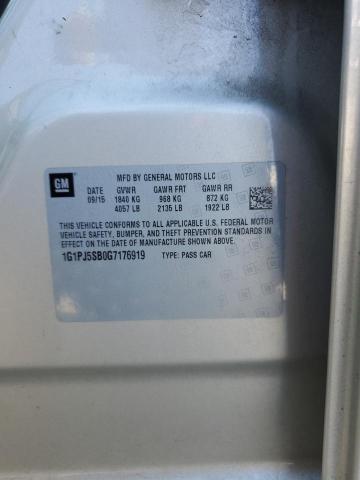 GM
MFD BY GENERAL MOTORS LLC
DATE GVWR GAWR FRT GAWR RR
09/15 1840 KG 968 KG 872 KG
4057 LB 2135 LB 1922 LB
THIS VEHICLE CONFORMS TO ALL APPLICABLE U.S. FEDERAL MOTOR
VEHICLE SAFETY, BUMPER, AND THEFT PREVENTION STANDARDS IN
EFFECT ON THE DATE OF MANUFACTURE SHOWN ABOVE.
1G1PJ5SB0G7176919 TYPE: PASS CAR